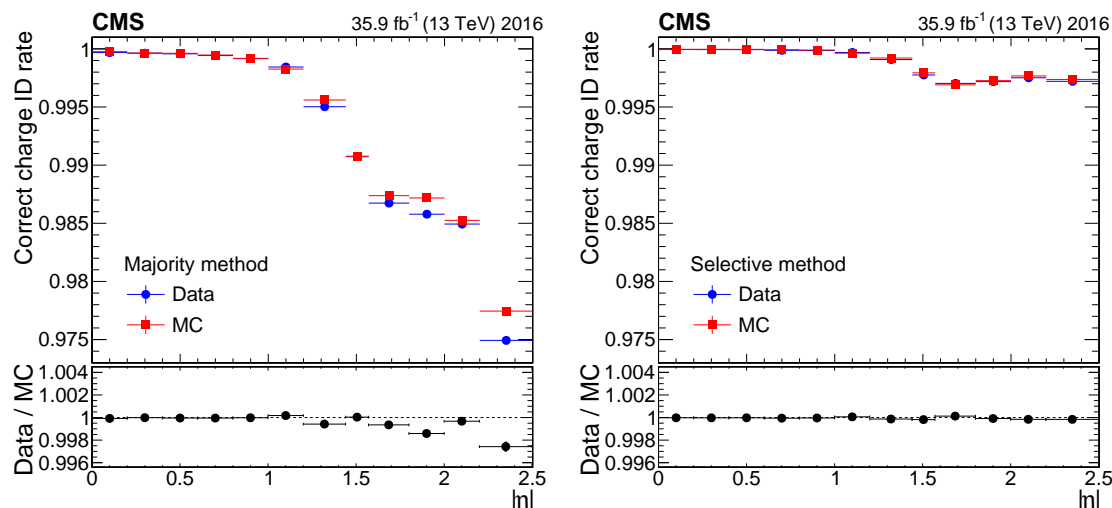 CMS 35.9 fb⁻¹ (13 TeV) 2016
Correct charge ID rate
1
0.995
0.99
0.985
0.98
0.975
Majority method
Data
MC
Data / MC
1.004
1.002
1
0.998
0.996
0 0.5 1 1.5 2 2.5
|η|
CMS 35.9 fb⁻¹ (13 TeV) 2016
Correct charge ID rate
1
0.995
0.99
0.985
0.98
0.975
Selective method
Data
MC
Data / MC
1.004
1.002
1
0.998
0.996
0 0.5 1 1.5 2 2.5
|η|